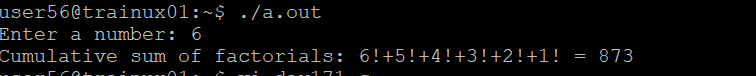 user56@trainux01:~$ ./a.out
Enter a number: 6
Cumulative sum of factorials: 6!+5!+4!+3!+2!+1! = 873